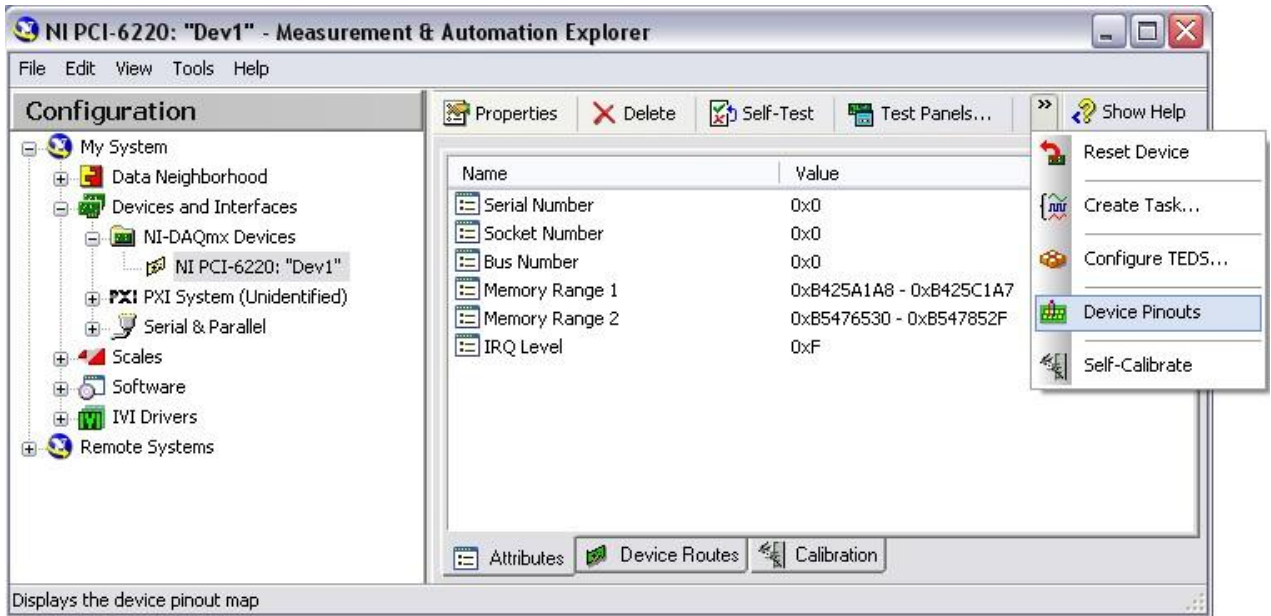 NI PCI-6220: "Dev1" - Measurement & Automation Explorer
File Edit View Tools Help
Configuration
My System
Data Neighborhood
Devices and Interfaces
NI-DAQmx Devices
NI PCI-6220: "Dev1"
PXI PXI System (Unidentified)
Serial & Parallel
Scales
Software
IVI Drivers
Remote Systems
Properties Delete Self-Test Test Panels... » Show Help
Reset Device
Create Task...
Configure TEDS...
Device Pinouts
Self-Calibrate
Name Value
Serial Number 0x0
Socket Number 0x0
Bus Number 0x0
Memory Range 1 0xB425A1A8 - 0xB425C1A7
Memory Range 2 0xB5476530 - 0xB547852F
IRQ Level 0xF
Attributes Device Routes Calibration
Displays the device pinout map